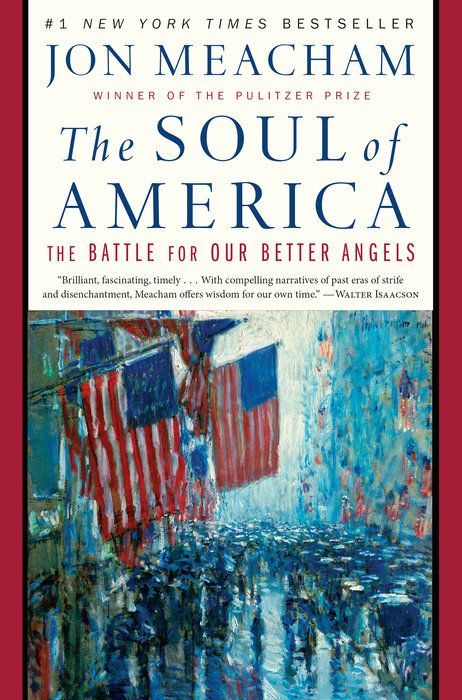 #1 NEW YORK TIMES BESTSELLER
JON MEACHAM
WINNER OF THE PULITZER PRIZE
The SOUL of
AMERICA
THE BATTLE FOR OUR BETTER ANGELS
“Brilliant, fascinating, timely . . . With compelling narratives of past eras of strife
and disenchantment, Meacham offers wisdom for our own time.” —WALTER ISAACSON